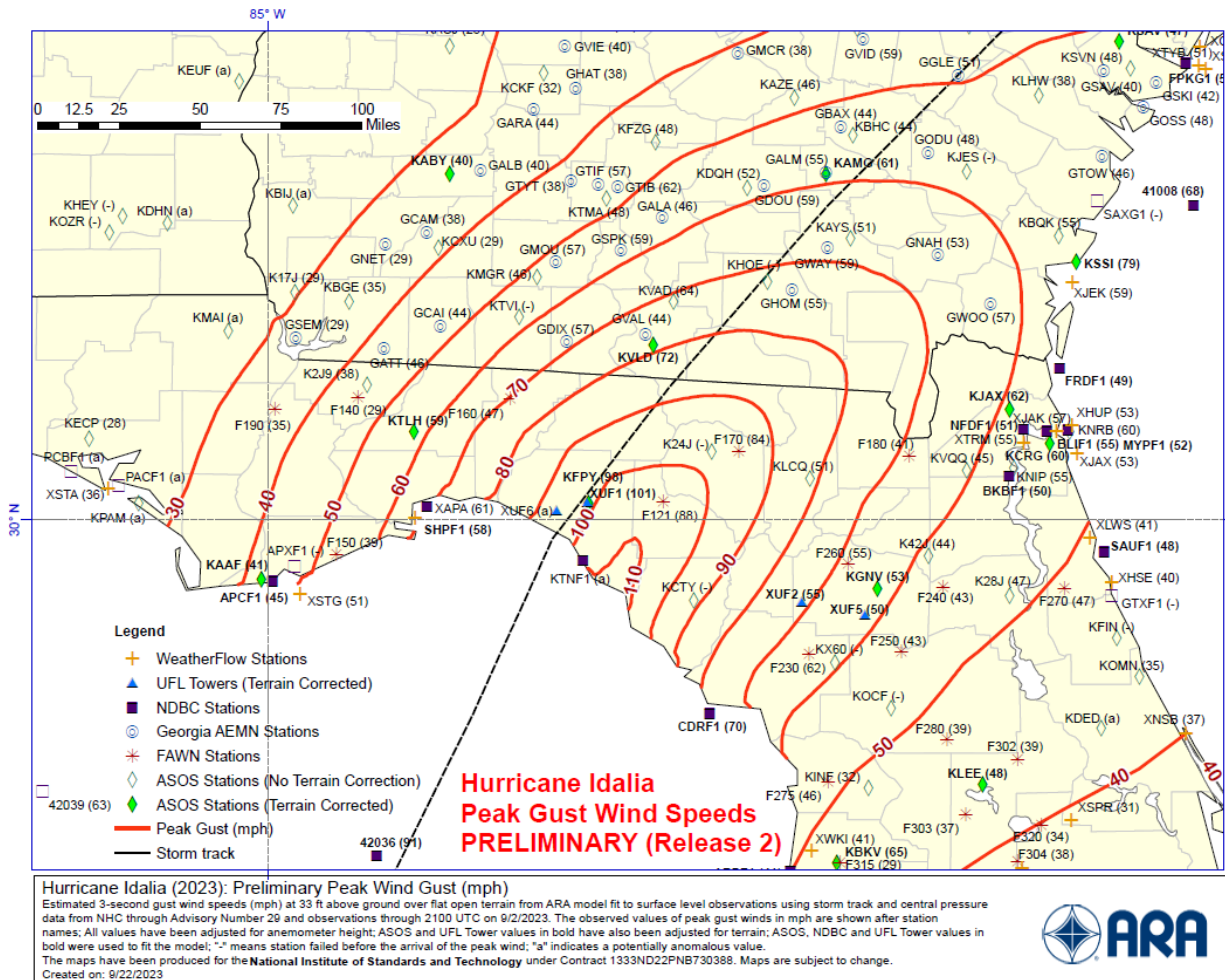 85° W
KEUF (a)
GVIE (40)
GMCR (38)
GVID (59)
GGLE (51)
KSVN (48)
XTYB (51)
FPKG1 (5
GHAT (38)
KCKF (32)
KAZE (46)
KLHW (38)
GSAV (40)
GSKI (42)
0 12.5 25 50 75 100
Miles
GARA (44)
KFZG (48)
GBAX (44)
KBHC (44)
GOSS (48)
KABY (40)
GALB (40)
GTIF (57)
GALM (55)
KAMG (61)
GODU (48)
KJES (-)
GTOW (46)
KBIJ (a)
GTYT (38)
GTIB (62)
KDQH (52)
41008 (68)
KHEY (-)
KOZR (-)
KDHN (a)
GCAM (38)
KTMA (48)
GALA (46)
GDOU (59)
SAXG1 (-)
KCXU (29)
GSPK (59)
KAYS (51)
KBQK (55)
GNET (29)
GMOU (57)
KHOE (-)
GWAY (59)
GNAH (53)
KSSI (79)
K17J (29)
KMGR (46)
XJEK (59)
KBGE (35)
KVAD (64)
GHOM (55)
KMAI (a)
GCAI (44)
KTVI (-)
GDIX (57)
GVAL (44)
GWOO (57)
GSEM (29)
KVLD (72)
GATT (46)
K2J9 (38)
70
FRDF1 (49)
F140 (29)
F190 (35)
KTLH (59)
F160 (47)
KJAX (62)
KECP (28)
K24J (-)
F170 (84)
F180 (41)
NFDF1 (51)
XJAK (57)
XHUP (53)
KNRB (60)
PCBF1 (a)
XTRM (55)
BLIF1 (55)
MYPF1 (52)
PACF1 (a)
80
KFPY (98)
KLCQ (51)
KVQQ (45)
KCRG (60)
XJAX (53)
XSTA (36)
60
XUF1 (101)
KNIP (55)
BKBF1 (50)
KPAM (a)
30
40
50
XAPA (61)
XUF6 (a)
100
F121 (88)
30° N
SHPF1 (58)
XLWS (41)
APXF1 (-)
F150 (39)
F260 (55)
K42J (44)
SAUF1 (48)
KAAF (41)
KTNF1 (a)
110
90
KCTY (-)
KGNV (53)
K28J (47)
XHSE (40)
APCF1 (45)
XSTG (51)
XUF2 (55)
XUF5 (50)
F240 (43)
F270 (47)
GTXF1 (-)
Legend
KFIN (-)
WeatherFlow Stations
KX60 (-)
F250 (43)
F230 (62)
KOMN (35)
UFL Towers (Terrain Corrected)
NDBC Stations
KOCF (-)
CDRF1 (70)
KDED (a)
XNSB (37)
Georgia AEMN Stations
50
F280 (39)
F302 (39)
FAWN Stations
40
40
ASOS Stations (No Terrain Correction)
KINE (32)
KLEE (48)
42039 (63)
ASOS Stations (Terrain Corrected)
F275 (46)
XSPR (31)
Peak Gust (mph)
F303 (37)
F320 (34)
Storm track
42036 (91)
XWKI (41)
KBKV (65)
F304 (38)
F315 (29)
Hurricane Idalia
Peak Gust Wind Speeds
PRELIMINARY (Release 2)
Hurricane Idalia (2023): Preliminary Peak Wind Gust (mph)
Estimated 3-second gust wind speeds (mph) at 33 ft above ground over flat open terrain from ARA model fit to surface level observations using storm track and central pressure
data from NHC through Advisory Number 29 and observations through 2100 UTC on 9/2/2023. The observed values of peak gust winds in mph are shown after station
names; All values have been adjusted for anemometer height; ASOS and UFL Tower values in bold have also been adjusted for terrain; ASOS, NDBC and UFL Tower values in
bold were used to fit the model; "-" means station failed before the arrival of the peak wind; "a" indicates a potentially anomalous value.
The maps have been produced for the National Institute of Standards and Technology under Contract 1333ND22PNB730388. Maps are subject to change.
Created on: 9/22/2023
ARA